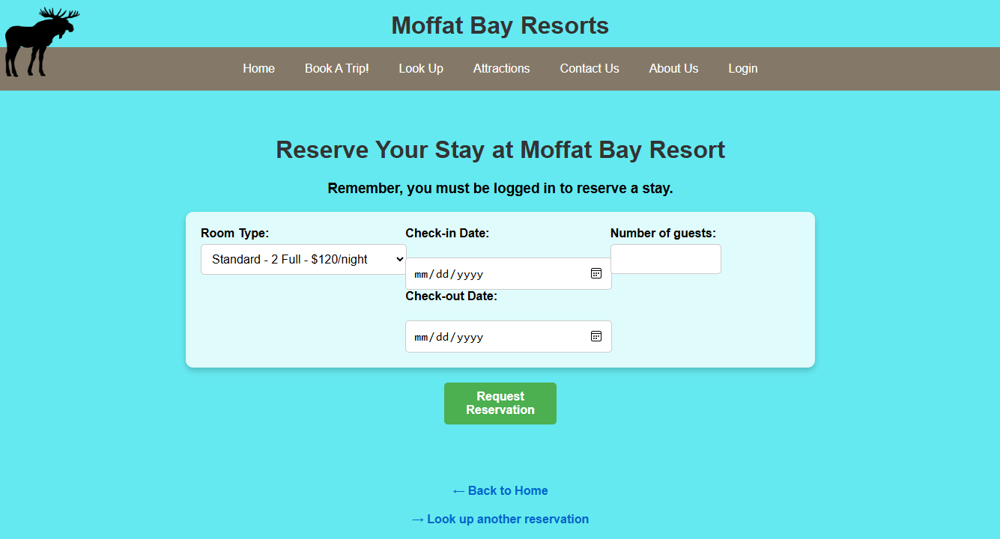 Moffat Bay Resorts
Home Book A Trip! Look Up Attractions Contact Us About Us Login
Reserve Your Stay at Moffat Bay Resort
Remember, you must be logged in to reserve a stay.
Room Type: Check-in Date: Number of guests:
Standard - 2 Full - $120/night
mm/dd/yyyy
Check-out Date:
mm/dd/yyyy
Request
Reservation
← Back to Home
→ Look up another reservation